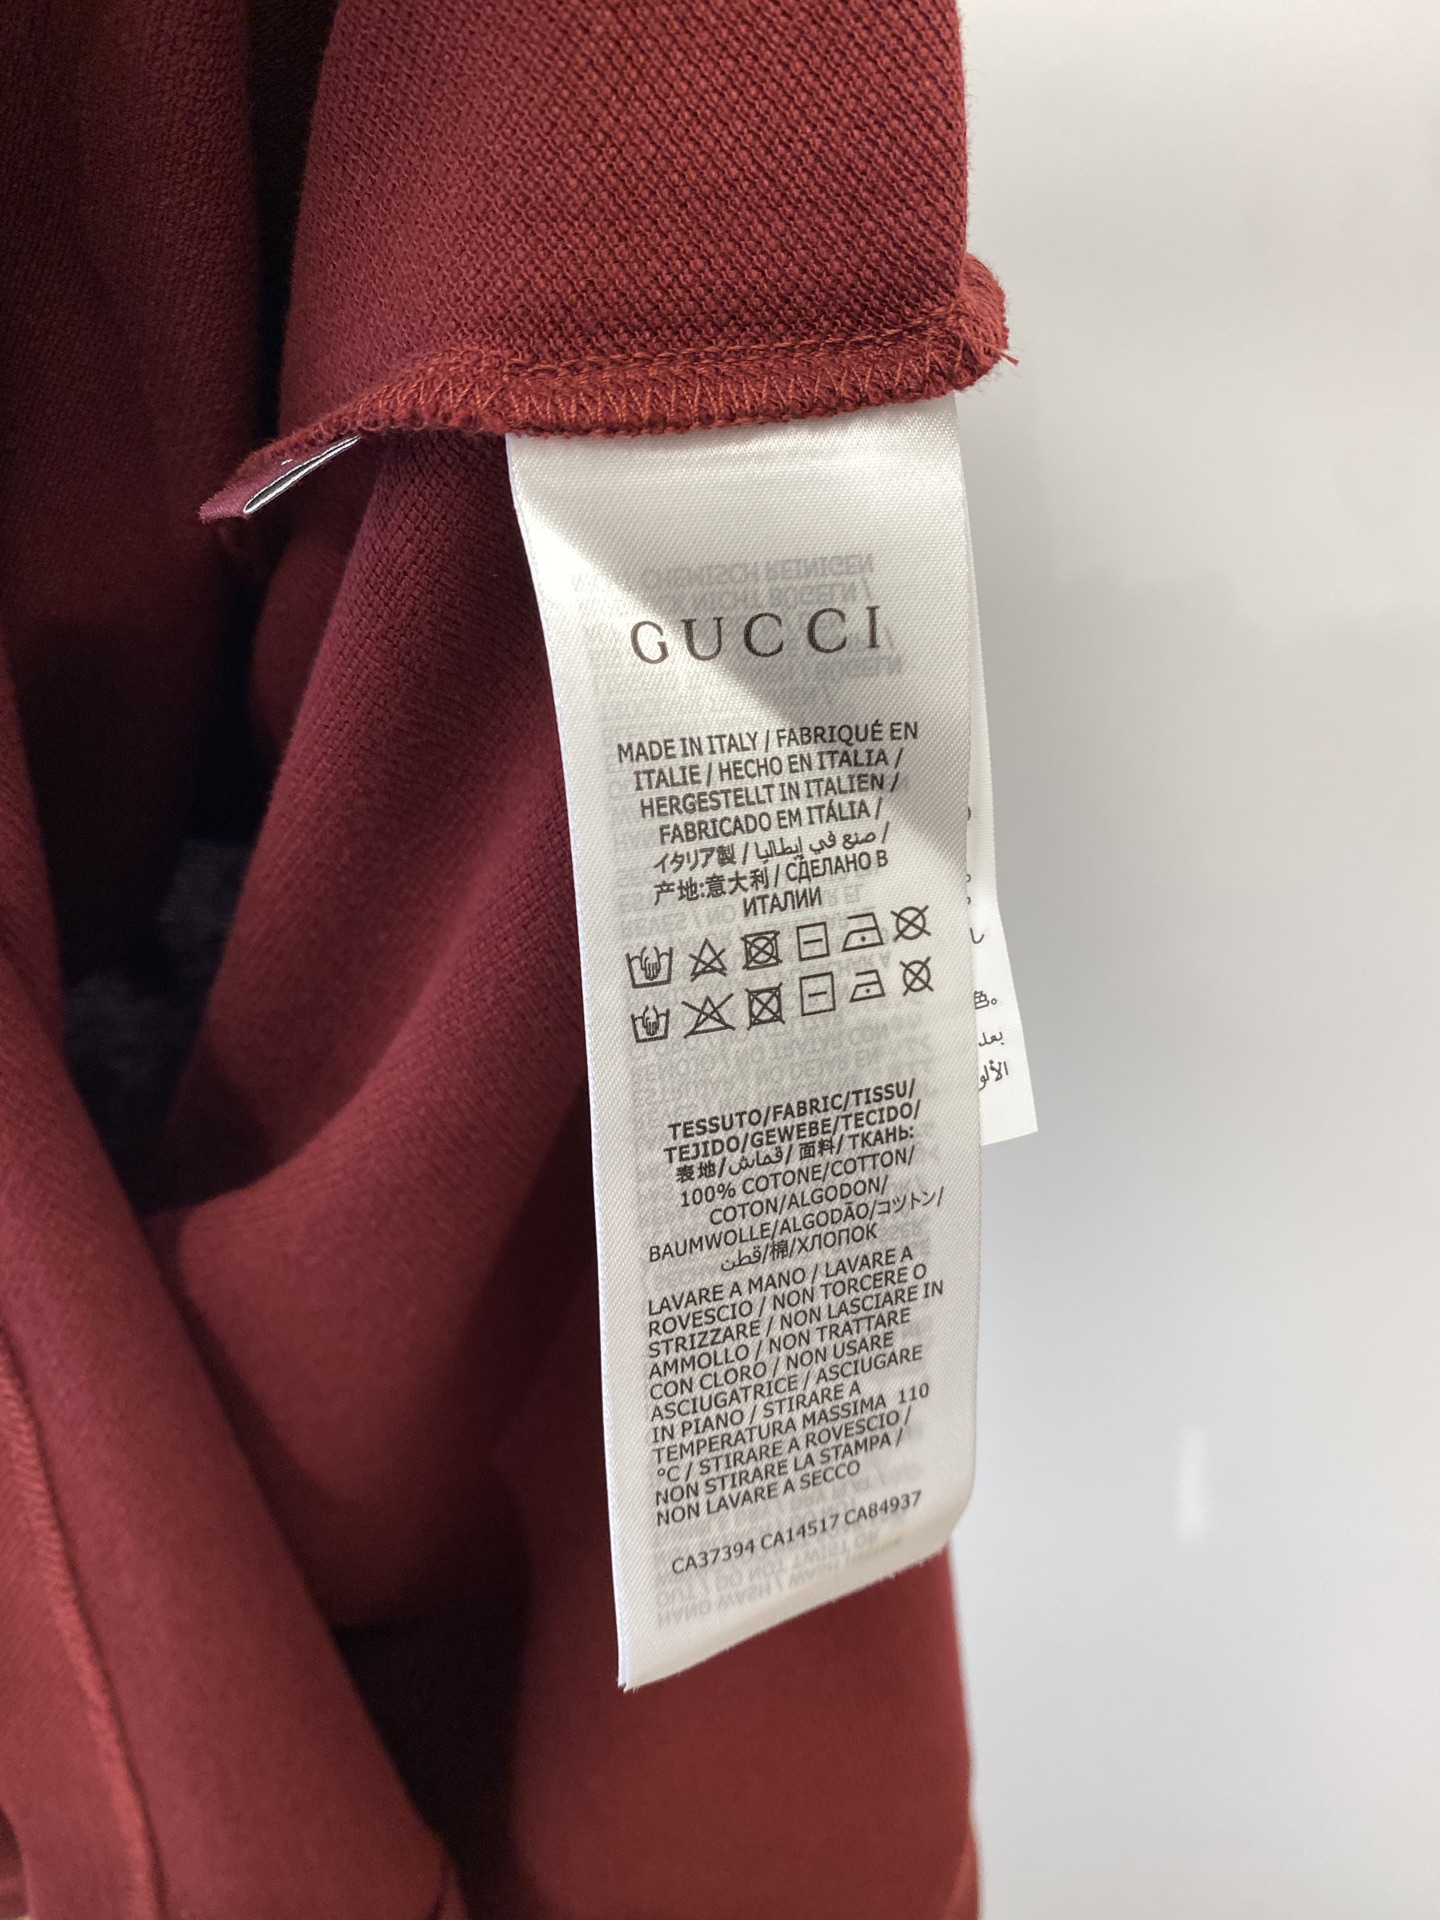 GUCCI
MADE IN ITALY / FABRIQUÉ EN
ITALIE / HECHO EN ITALIA /
HERGESTELLT IN ITALIEN /
FABRICADO EM ITÁLIA /
イタリア製 / صنع في إيطاليا /
产地:意大利 / СДЕЛАНО В
ИТАЛИИ
TESSUTO/FABRIC/TISSU/
TEJIDO/GEWEBE/TECIDO/
表地/قماش/ 面料/ТКАНЬ:
100% COTONE/COTTON/
COTON/ALGODON/
BAUMWOLLE/ALGODÃO/コットン/
قطن/棉/ХЛОПОК
LAVARE A MANO / LAVARE A
ROVESCIO / NON TORCERE O
STRIZZARE / NON LASCIARE IN
AMMOLLO / NON TRATTARE
CON CLORO / NON USARE
ASCIUGATRICE / ASCIUGARE
IN PIANO / STIRARE A
TEMPERATURA MASSIMA 110
°C / STIRARE A ROVESCIO /
NON STIRARE LA STAMPA /
NON LAVARE A SECCO
CA37394 CA14517 CA84937
色。
بعد